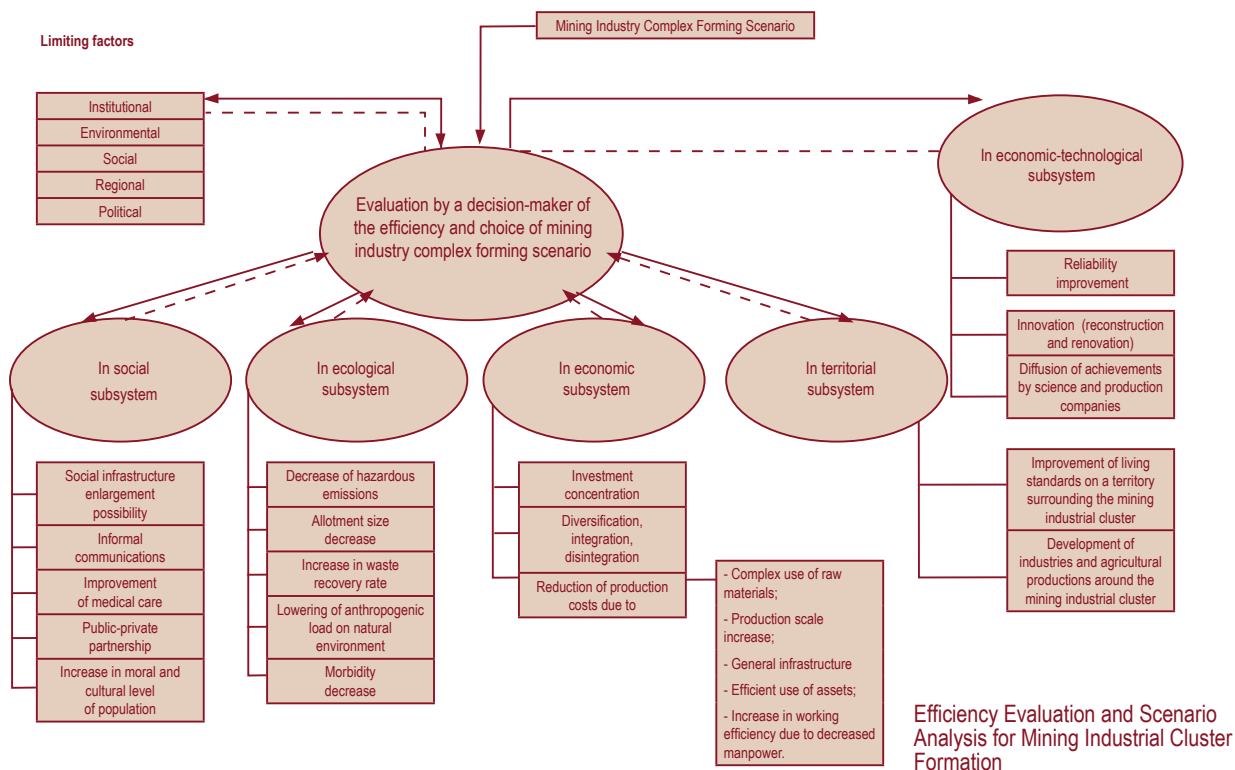 Mining Industry Complex Forming Scenario
Limiting factors
Institutional
Environmental
Social
Regional
Political
In economic-technological
subsystem
Evaluation by a decision-maker of
the efficiency and choice of mining
industry complex forming scenario
Reliability
improvement
Innovation (reconstruction
and renovation)
Diffusion of achievements
by science and production
companies
In social
subsystem
In ecological
subsystem
In economic
subsystem
In territorial
subsystem
Social infrastructure
enlargement
possibility
Informal
communications
Improvement
of medical care
Public-private
partnership
Increase in moral and
cultural level
of population
Decrease of hazardous
emissions
Allotment size
decrease
Increase in waste
recovery rate
Lowering of anthropogenic
load on natural
environment
Morbidity
decrease
Investment
concentration
Diversification,
integration,
disintegration
Reduction of production
costs due to
- Complex use of raw
materials;
- Production scale
increase;
- General infrastructure
- Efficient use of assets;
- Increase in working
efficiency due to decreased
manpower.
Improvement of living
standards on a territory
surrounding the mining
industrial cluster
Development of
industries and agricultural
productions around the
mining industrial cluster
Efficiency Evaluation and Scenario
Analysis for Mining Industrial Cluster
Formation